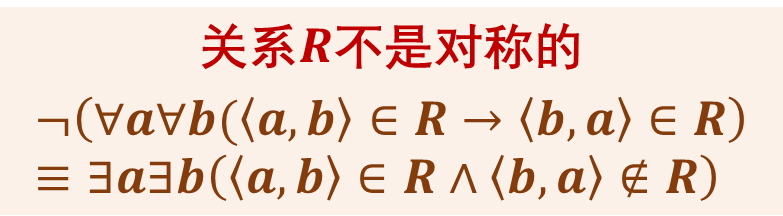 关系R不是对称的
¬(∀a∀b(⟨a,b⟩ ∈ R → ⟨b,a⟩ ∈ R)
≡ ∃a∃b(⟨a,b⟩ ∈ R ∧ ⟨b,a⟩ ∉ R)